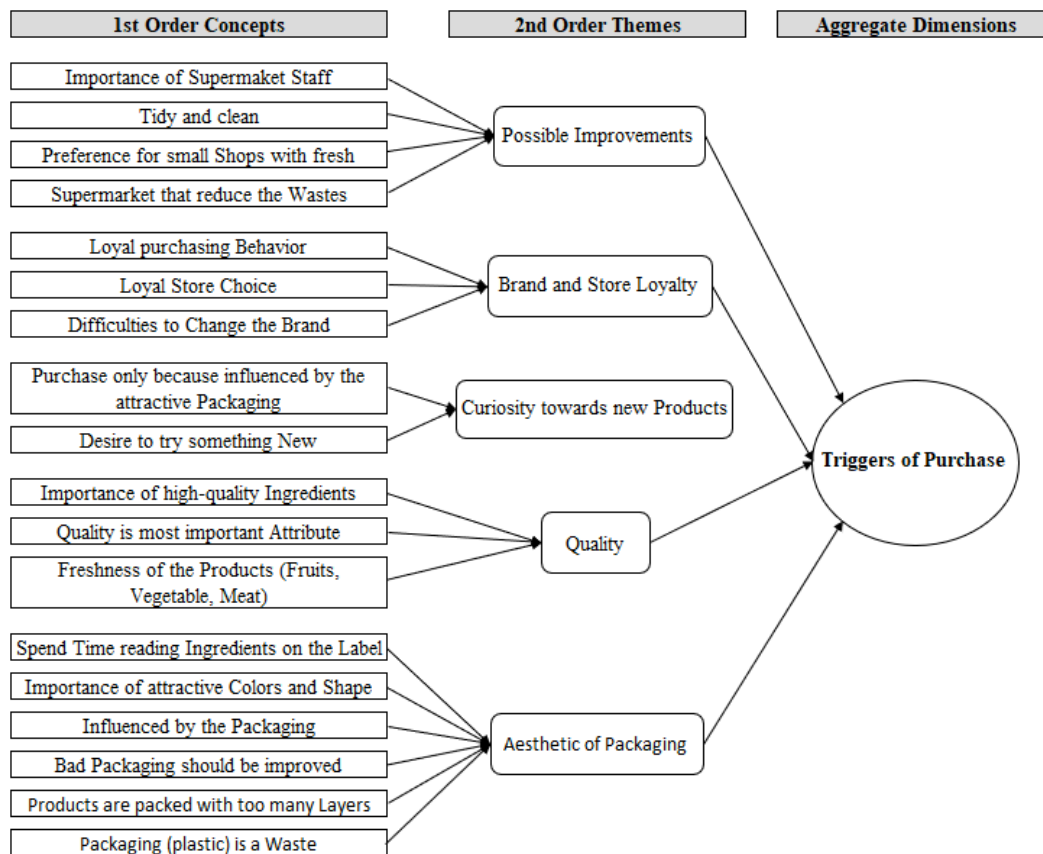 1st Order Concepts
2nd Order Themes
Aggregate Dimensions
Importance of Supermaket Staff
Tidy and clean
Preference for small Shops with fresh
Supermarket that reduce the Wastes
Possible Improvements
Loyal purchasing Behavior
Loyal Store Choice
Difficulties to Change the Brand
Brand and Store Loyalty
Purchase only because influenced by the
attractive Packaging
Desire to try something New
Curiosity towards new Products
Triggers of Purchase
Importance of high-quality Ingredients
Quality is most important Attribute
Freshness of the Products (Fruits,
Vegetable, Meat)
Quality
Spend Time reading Ingredients on the Label
Importance of attractive Colors and Shape
Influenced by the Packaging
Bad Packaging should be improved
Products are packed with too many Layers
Packaging (plastic) is a Waste
Aesthetic of Packaging